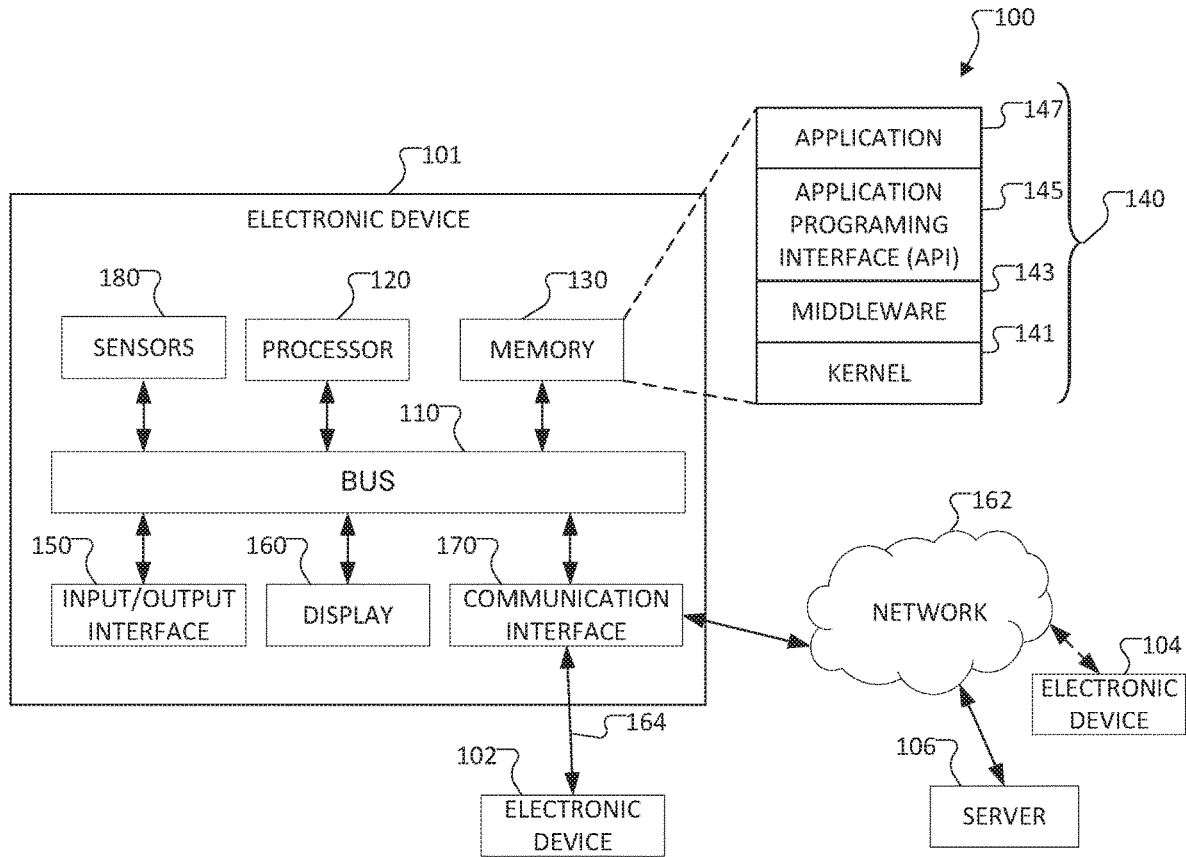 100
147
APPLICATION
101
APPLICATION
PROGRAMING
INTERFACE (API)
145
140
ELECTRONIC DEVICE
143
180
120
130
MIDDLEWARE
SENSORS
PROCESSOR
MEMORY
141
KERNEL
110
BUS
162
150
160
170
INPUT/OUTPUT
INTERFACE
DISPLAY
COMMUNICATION
INTERFACE
NETWORK
104
ELECTRONIC
DEVICE
164
102
106
ELECTRONIC
DEVICE
SERVER